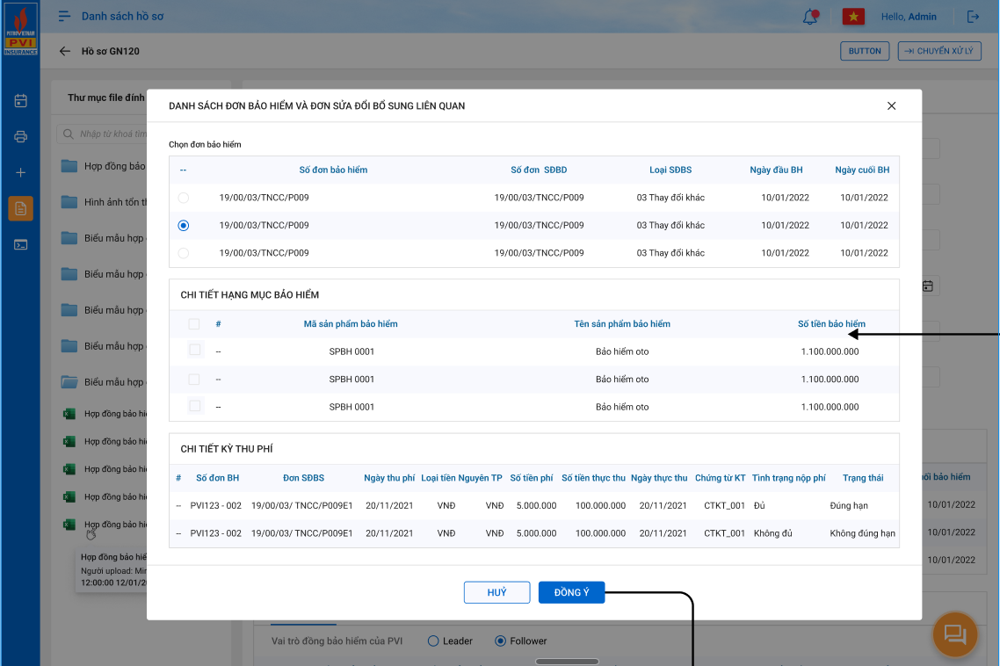 PETROVIETNAM
PVI
INSURANCE
Danh sách hồ sơ
Hello, Admin
Hồ sơ GN120
BUTTON
CHUYỂN XỬ LÝ
Thư mục file đính
Nhập từ khoá tìm
Hợp đồng bảo
Hình ảnh tổn
Biểu mẫu hợp
Biểu mẫu hợp
Biểu mẫu hợp
Biểu mẫu hợp
Biểu mẫu hợp
Hợp đồng bảo
Hợp đồng bảo
Hợp đồng bảo
Hợp đồng bảo
Hợp đồng bảo
Hợp đồng bảo
Người upload:
12:00:00 12/01/
DANH SÁCH ĐƠN BẢO HIỂM VÀ ĐƠN SỬA ĐỔI BỔ SUNG LIÊN QUAN
Chọn đơn bảo hiểm
-- Số đơn bảo hiểm Số đơn SĐBD Loại SĐBS Ngày đầu BH Ngày cuối BH
19/00/03/TNCC/P009 19/00/03/TNCC/P009 03 Thay đổi khác 10/01/2022 10/01/2022
19/00/03/TNCC/P009 19/00/03/TNCC/P009 03 Thay đổi khác 10/01/2022 10/01/2022
19/00/03/TNCC/P009 19/00/03/TNCC/P009 03 Thay đổi khác 10/01/2022 10/01/2022
CHI TIẾT HẠNG MỤC BẢO HIỂM
# Mã sản phẩm bảo hiểm Tên sản phẩm bảo hiểm Số tiền bảo hiểm
-- SPBH 0001 Bảo hiểm oto 1.100.000.000
-- SPBH 0001 Bảo hiểm oto 1.100.000.000
-- SPBH 0001 Bảo hiểm oto 1.100.000.000
CHI TIẾT KỲ THU PHÍ
# Số đơn BH Đơn SĐBS Ngày thu phí Loại tiền Nguyên TP Số tiền phí Số tiền thực thu Ngày thực thu Chứng từ KT Tình trạng nộp phí Trạng thái
-- PVI123 - 002 19/00/03/ TNCC/P009E1 20/11/2021 VNĐ VNĐ 5.000.000 100.000.000 20/11/2021 CTKT_001 Đủ Đúng hạn
-- PVI123 - 002 19/00/03/ TNCC/P009E1 20/11/2021 VNĐ VNĐ 5.000.000 100.000.000 20/11/2021 CTKT_001 Không đủ Không đúng hạn
HUỶ
ĐỒNG Ý
bảo hiểm
10/01/2022
10/01/2022
10/01/2022
Vai trò đồng bảo hiểm của PVI Leader Follower